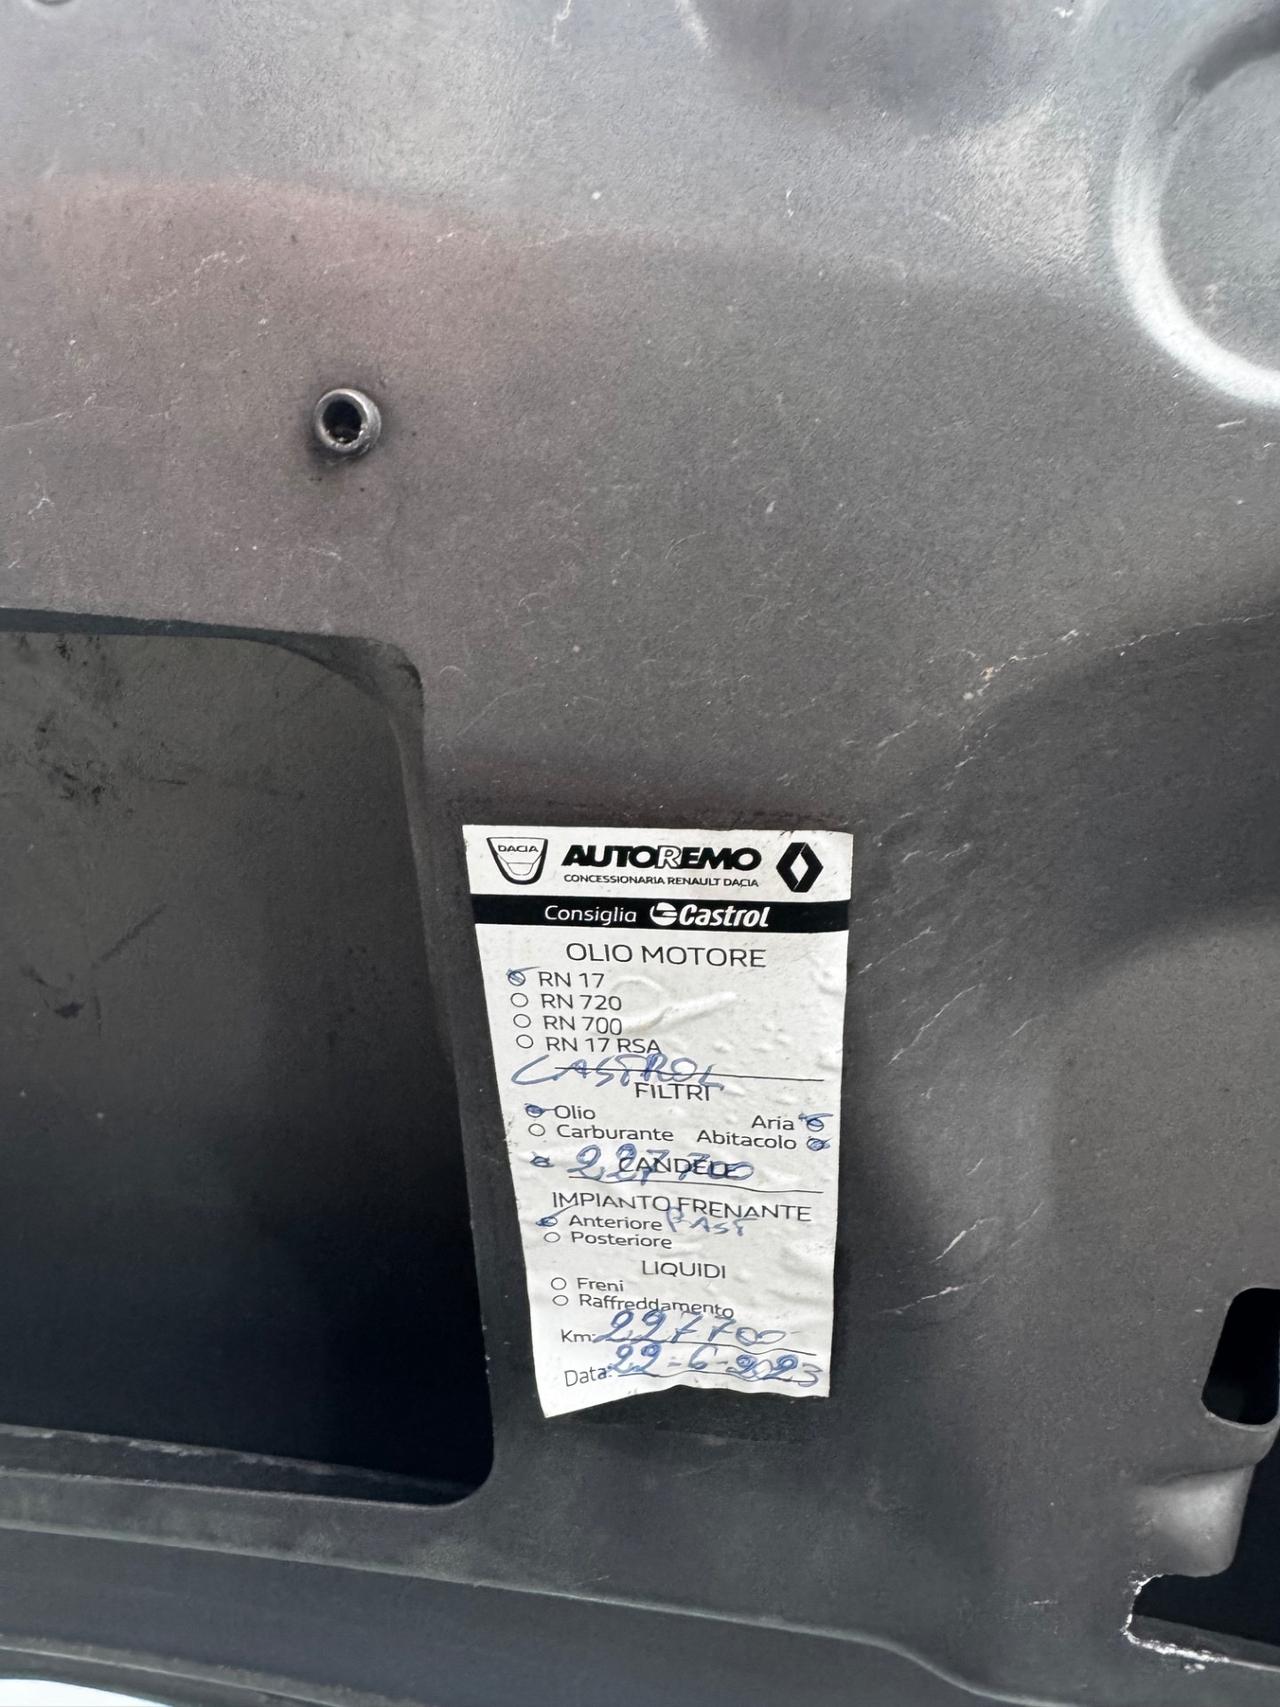 DACIA
AUTOREMO
CONCESSIONARIA RENAULT DACIA
Consiglia Castrol
OLIO MOTORE
RN 17
RN 720
RN 700
RN 17 RSA
CASTROL
FILTRI
Olio Aria
Carburante Abitacolo
CANDELE 227700
IMPIANTO FRENANTE
Anteriore PAST
Posteriore
LIQUIDI
Freni
Raffreddamento
Km: 227700
Data: 22-6-2023